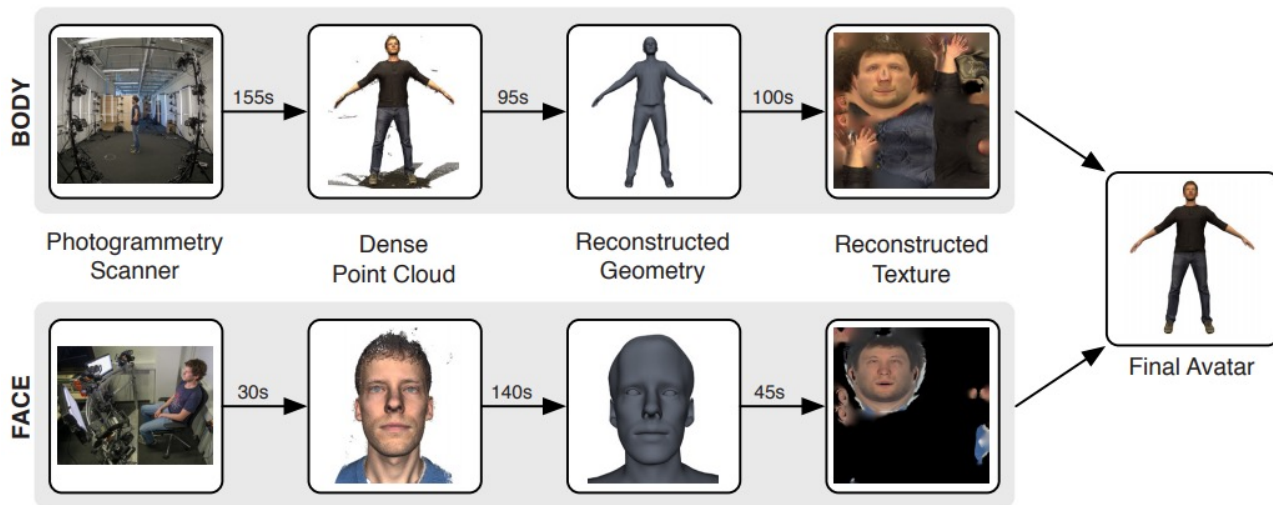 BODY
155s
95s
100s
Photogrammetry
Scanner
Dense
Point Cloud
Reconstructed
Geometry
Reconstructed
Texture
Final Avatar
FACE
30s
140s
45s